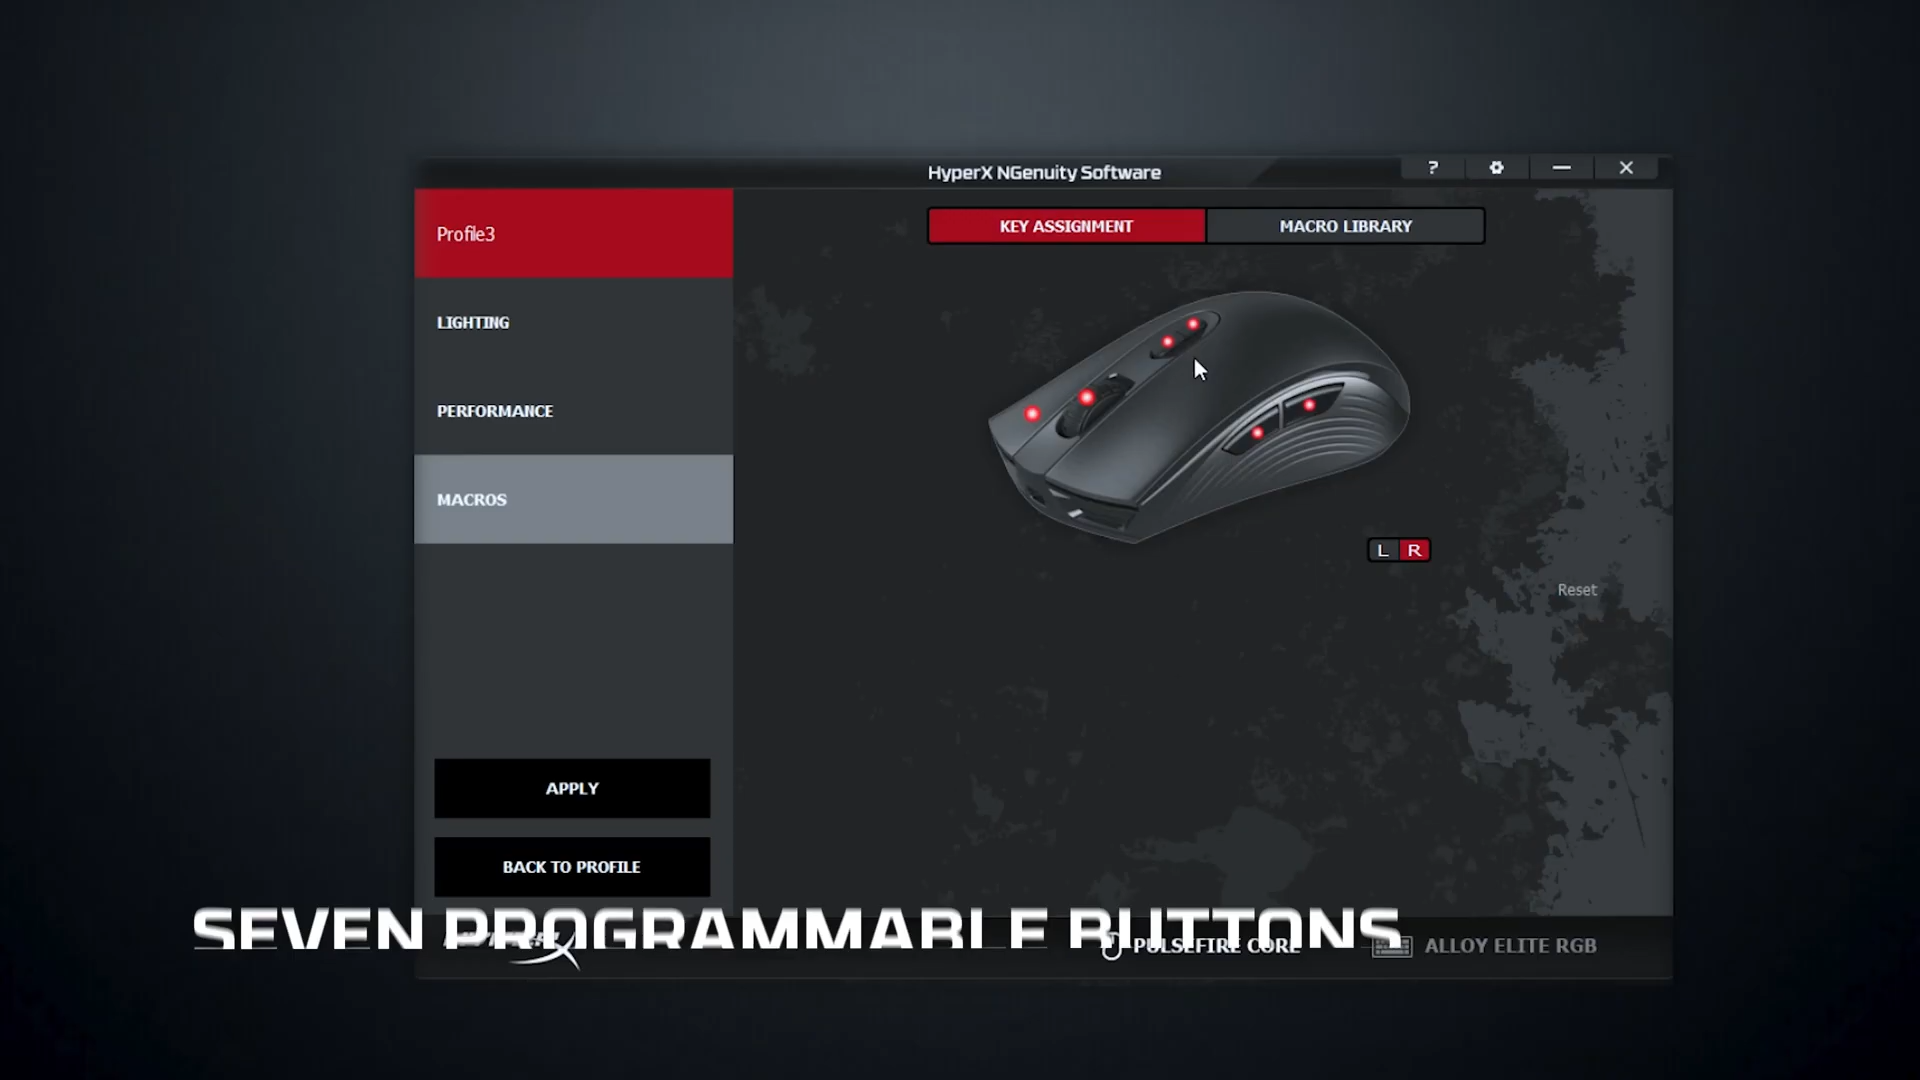 HyperX NGenuity Software
?
Profile3
KEY ASSIGNMENT
MACRO LIBRARY
LIGHTING
PERFORMANCE
MACROS
L R
Reset
APPLY
BACK TO PROFILE
SEVEN PROGRAMMABLE BUTTONS
PULSEFIRE CORE
ALLOY ELITE RGB